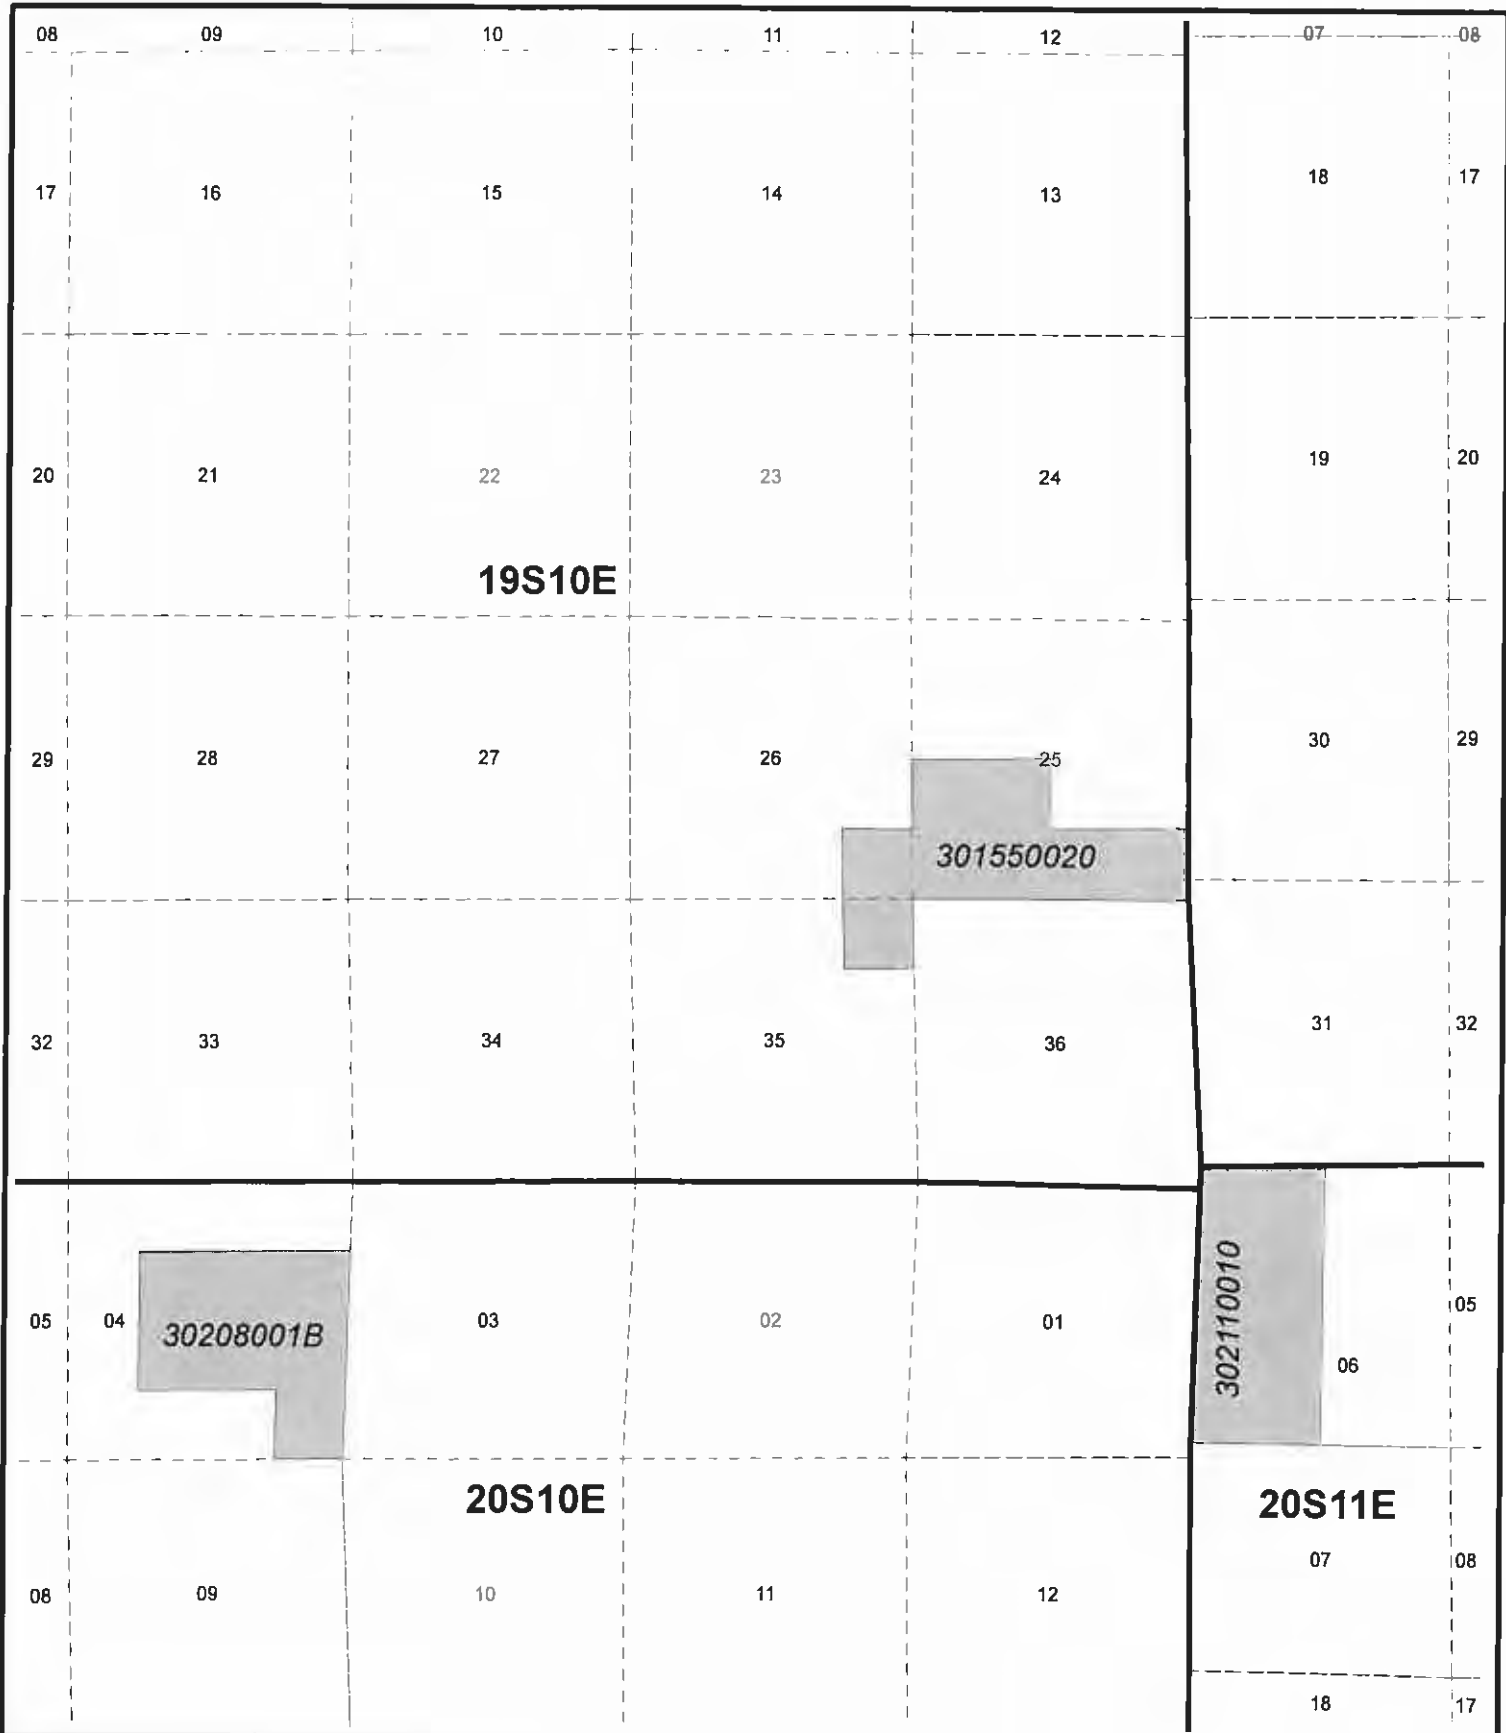 08 09 10 11 12 07 08
17 16 15 14 13 18 17
20 21 22 23 24 19 20
19S10E
29 28 27 26 25 30 29
301550020
32 33 34 35 36 31 32
05 04 30208001B 03 02 01 302110010 06 05
20S10E 20S11E
08 09 10 11 12 07 08
18 17